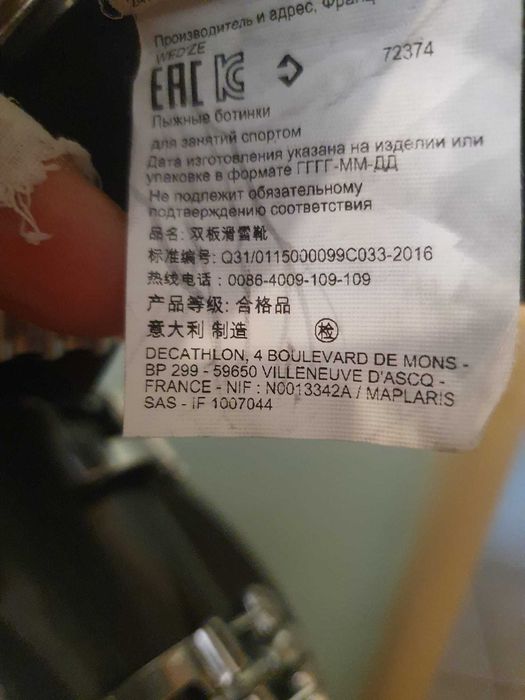 Производитель и адрес, Франц
WED'ZE
72374
EAC
Лыжные ботинки
для занятий спортом
Дата изготовления указана на изделии или
упаковке в формате ГГГГ-ММ-ДД
Не подлежит обязательному
подтверждению соответствия
品名: 双板滑雪靴
标准编号: Q31/0115000099C033-2016
热线电话: 0086-4009-109-109
产品等级: 合格品
意大利 制造 检
DECATHLON, 4 BOULEVARD DE MONS -
BP 299 - 59650 VILLENEUVE D'ASCQ -
FRANCE - NIF : N0013342A / MAPLARIS
SAS - IF 1007044